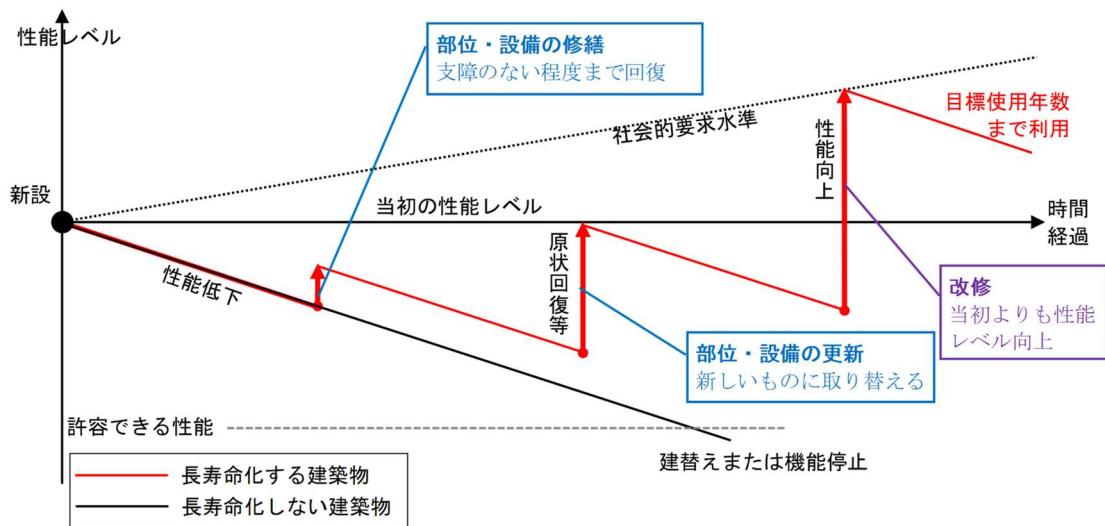 性能レベル
部位・設備の修繕
支障のない程度まで回復
社会的要求水準
性能向上
目標使用年数
まで利用
新設
当初の性能レベル
時間
経過
性能低下
原状回復等
改修
当初よりも性能
レベル向上
部位・設備の更新
新しいものに取り替える
許容できる性能
建替えまたは機能停止
長寿命化する建築物
長寿命化しない建築物